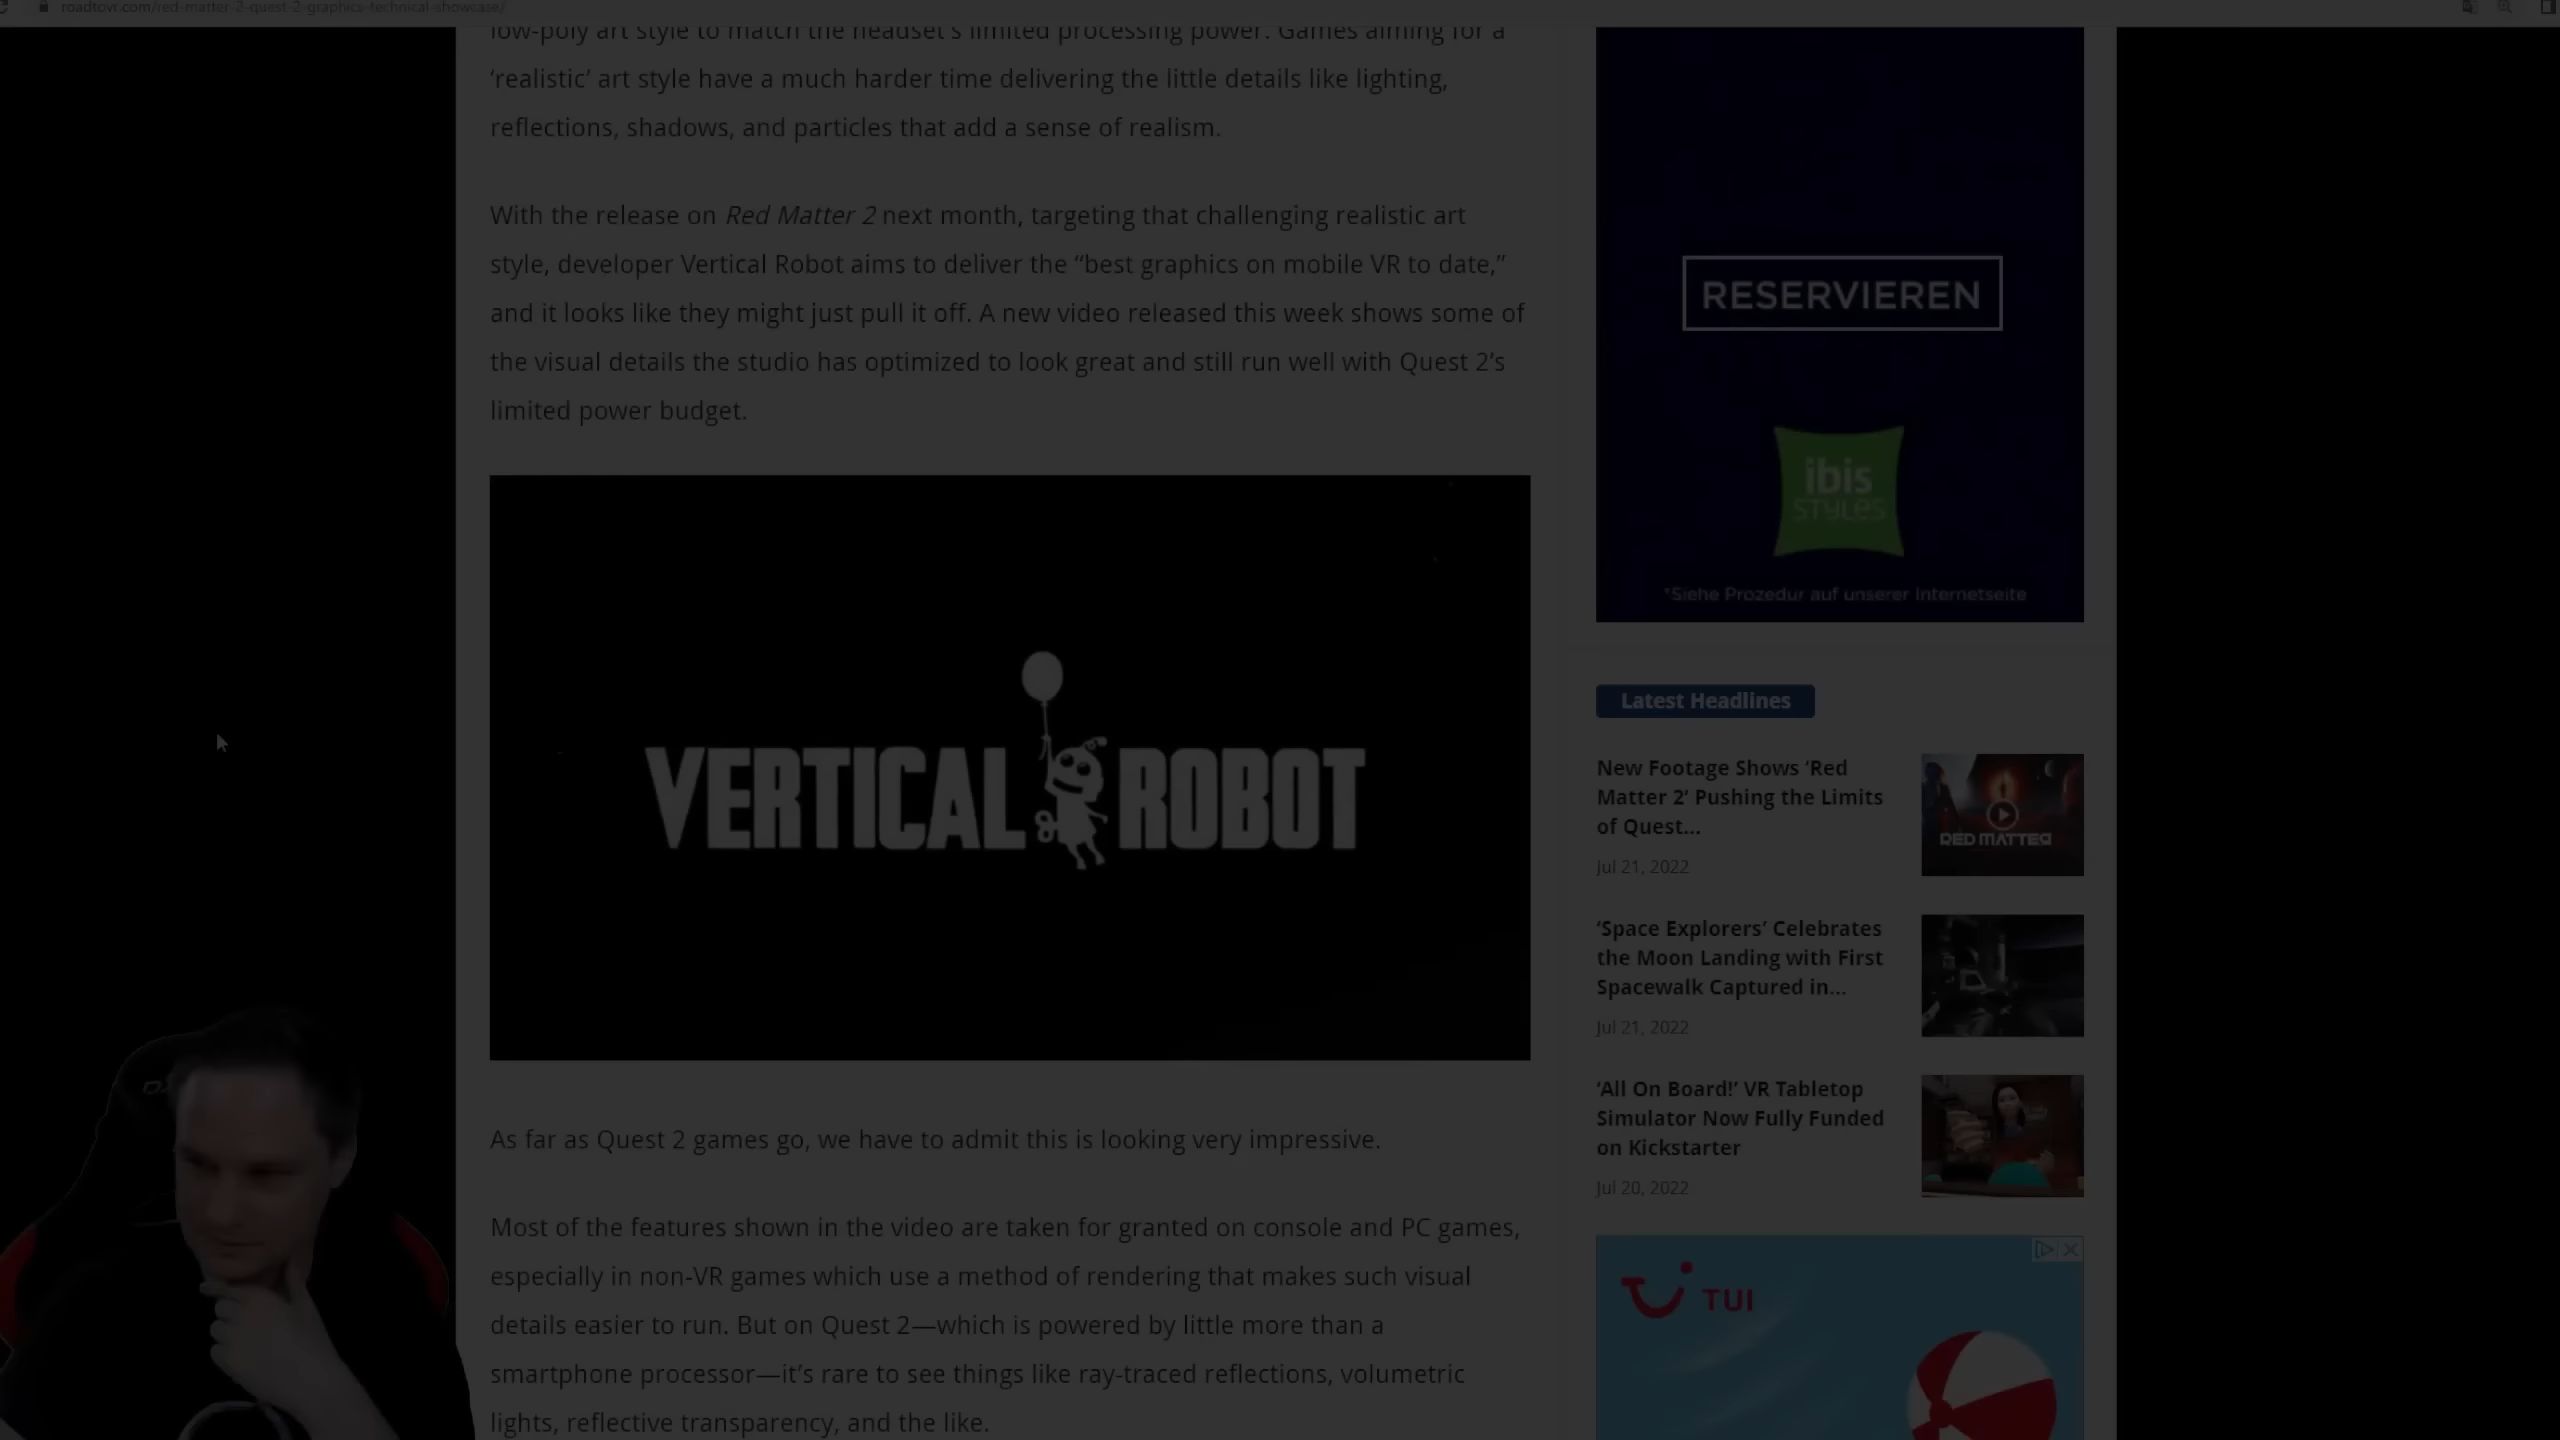 roadtovr.com/red-matter-2-quest-2-graphics-technical-showcase/
low-poly art style to match the headset's limited processing power. Games aiming for a
‘realistic’ art style have a much harder time delivering the little details like lighting,
reflections, shadows, and particles that add a sense of realism.
With the release on Red Matter 2 next month, targeting that challenging realistic art
style, developer Vertical Robot aims to deliver the “best graphics on mobile VR to date,”
and it looks like they might just pull it off. A new video released this week shows some of
the visual details the studio has optimized to look great and still run well with Quest 2’s
limited power budget.
VERTICAL ROBOT
As far as Quest 2 games go, we have to admit this is looking very impressive.
Most of the features shown in the video are taken for granted on console and PC games,
especially in non-VR games which use a method of rendering that makes such visual
details easier to run. But on Quest 2—which is powered by little more than a
smartphone processor—it’s rare to see things like ray-traced reflections, volumetric
lights, reflective transparency, and the like.
RESERVIEREN
ibis
STYLES
*Siehe Prozedur auf unserer Internetseite
Latest Headlines
New Footage Shows ‘Red
Matter 2’ Pushing the Limits
of Quest...
Jul 21, 2022
RED MATTER
‘Space Explorers’ Celebrates
the Moon Landing with First
Spacewalk Captured in...
Jul 21, 2022
‘All On Board!’ VR Tabletop
Simulator Now Fully Funded
on Kickstarter
Jul 20, 2022
TUI